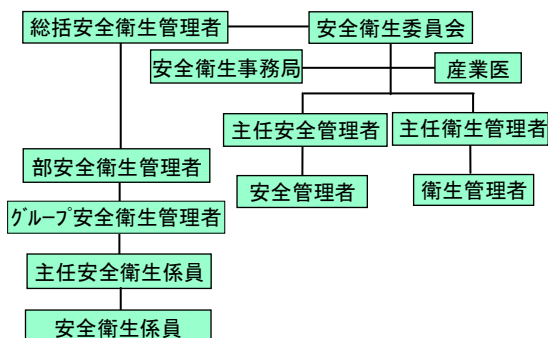 総括安全衛生管理者
安全衛生委員会
安全衛生事務局
産業医
主任安全管理者
主任衛生管理者
部安全衛生管理者
安全管理者
衛生管理者
グループ安全衛生管理者
主任安全衛生係員
安全衛生係員